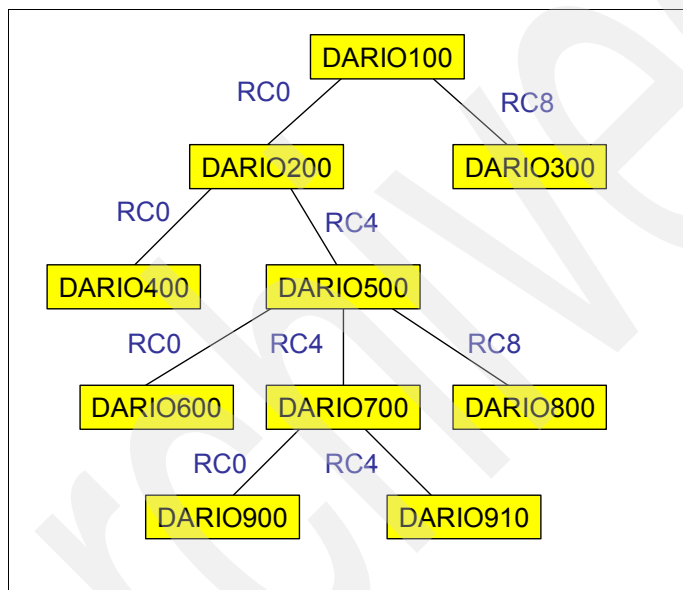 DARIO100
RC0 RC8
DARIO200 DARIO300
RC0 RC4
DARIO400 DARIO500
RC0 RC4 RC8
DARIO600 DARIO700 DARIO800
RC0 RC4
DARIO900 DARIO910